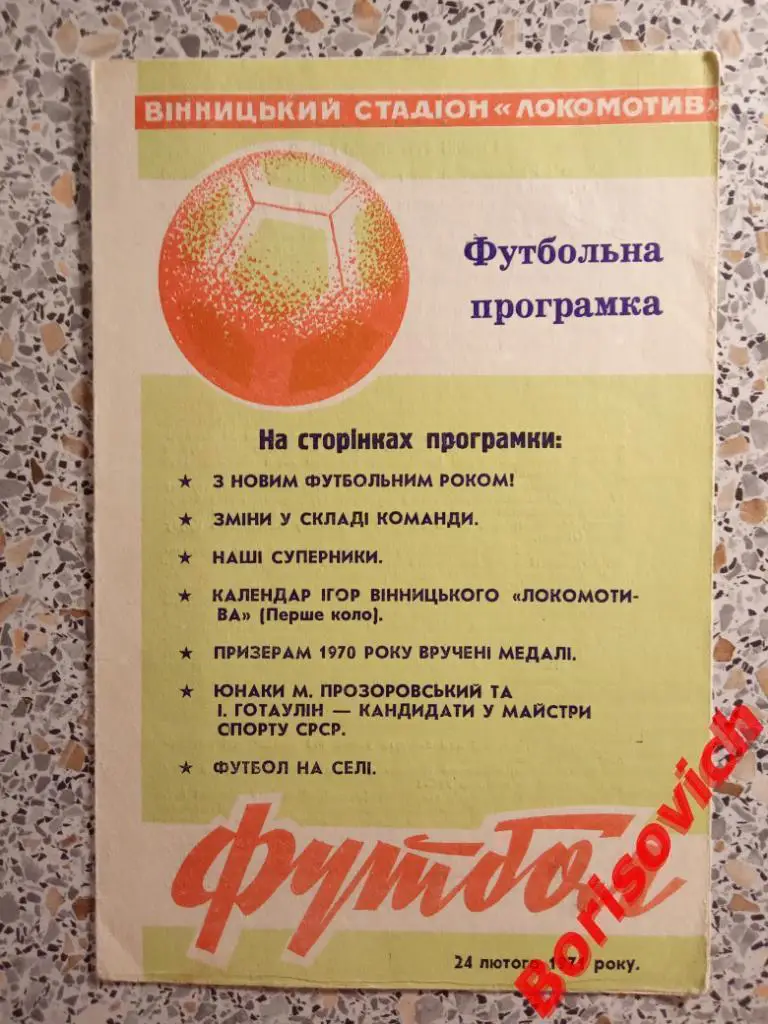 ВІННИЦЬКИЙ СТАДІОН «ЛОКОМОТИВ»
Футбольна
програмка
На сторінках програмки:
★ З НОВИМ ФУТБОЛЬНИМ РОКОМ!
★ ЗМІНИ У СКЛАДІ КОМАНДИ.
★ НАШІ СУПЕРНИКИ.
★ КАЛЕНДАР ІГОР ВІННИЦЬКОГО «ЛОКОМОТИ-
ВА» (Перше коло).
★ ПРИЗЕРАМ 1970 РОКУ ВРУЧЕНІ МЕДАЛІ.
★ ЮНАКИ М. ПРОЗОРОВСЬКИЙ ТА
І. ГОТАУЛІН — КАНДИДАТИ У МАЙСТРИ
СПОРТУ СРСР.
★ ФУТБОЛ НА СЕЛІ.
футбол
24 лютого 1971 року.
Borisovich